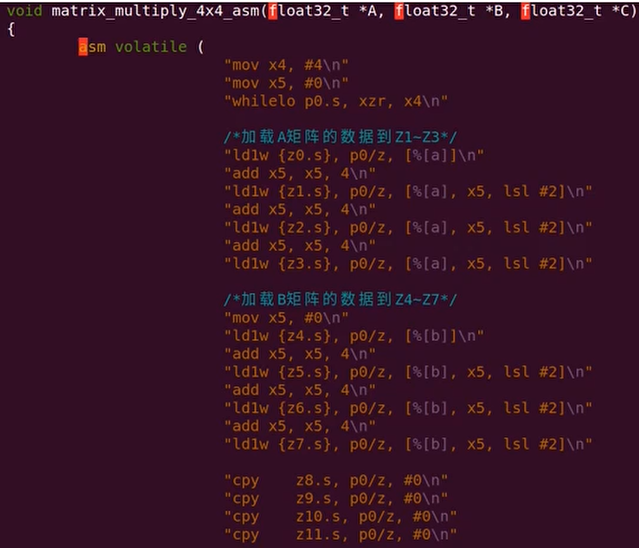 void matrix_multiply_4x4_asm(float32_t *A, float32_t *B, float32_t *C)
{
asm volatile (
"mov x4, #4\n"
"mov x5, #0\n"
"whilelo p0.s, xzr, x4\n"
/*加载A矩阵的数据到Z1~Z3*/
"ld1w {z0.s}, p0/z, [%[a]]\n"
"add x5, x5, 4\n"
"ld1w {z1.s}, p0/z, [%[a], x5, lsl #2]\n"
"add x5, x5, 4\n"
"ld1w {z2.s}, p0/z, [%[a], x5, lsl #2]\n"
"add x5, x5, 4\n"
"ld1w {z3.s}, p0/z, [%[a], x5, lsl #2]\n"
/*加载B矩阵的数据到Z4~Z7*/
"mov x5, #0\n"
"ld1w {z4.s}, p0/z, [%[b]]\n"
"add x5, x5, 4\n"
"ld1w {z5.s}, p0/z, [%[b], x5, lsl #2]\n"
"add x5, x5, 4\n"
"ld1w {z6.s}, p0/z, [%[b], x5, lsl #2]\n"
"add x5, x5, 4\n"
"ld1w {z7.s}, p0/z, [%[b], x5, lsl #2]\n"
"cpy    z8.s, p0/z, #0\n"
"cpy    z9.s, p0/z, #0\n"
"cpy    z10.s, p0/z, #0\n"
"cpy    z11.s, p0/z, #0\n"